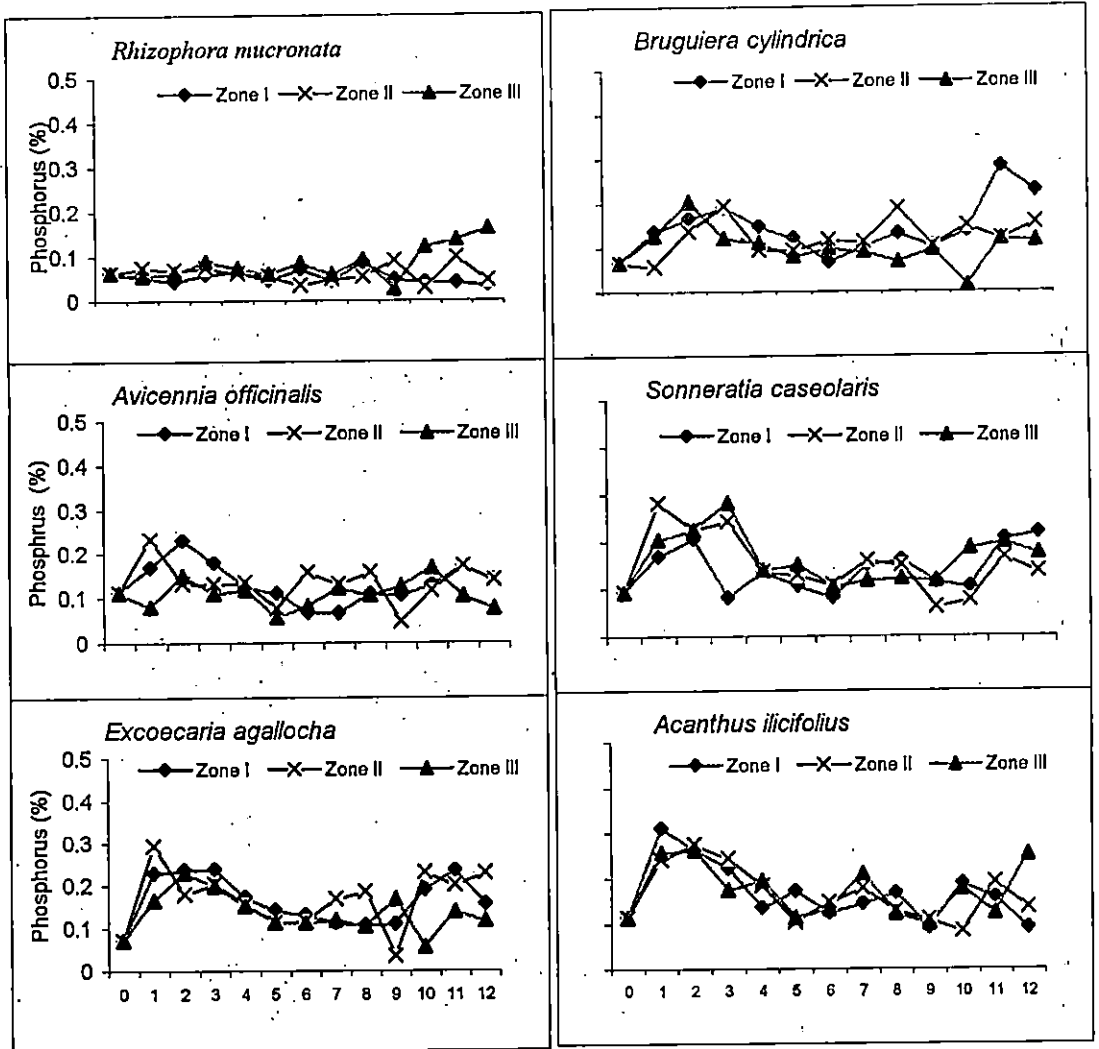 Rhizophora mucronata
0.5
Zone I Zone II Zone III
0.4
0.3
0.2
0.1
0
Phosphorus (%)
Bruguiera cylindrica
Zone I Zone II Zone III
Avicennia officinalis
0.5
Zone I Zone II Zone III
0.4
0.3
0.2
0.1
0
Phosphrus (%)
Sonneratia caseolaris
Zone I Zone II Zone III
Excoecaria agallocha
0.5
Zone I Zone II Zone III
0.4
0.3
0.2
0.1
0
Phosphorus (%)
0 1 2 3 4 5 6 7 8 9 10 11 12
Acanthus ilicifolius
Zone I Zone II Zone III
0 1 2 3 4 5 6 7 8 9 10 11 12